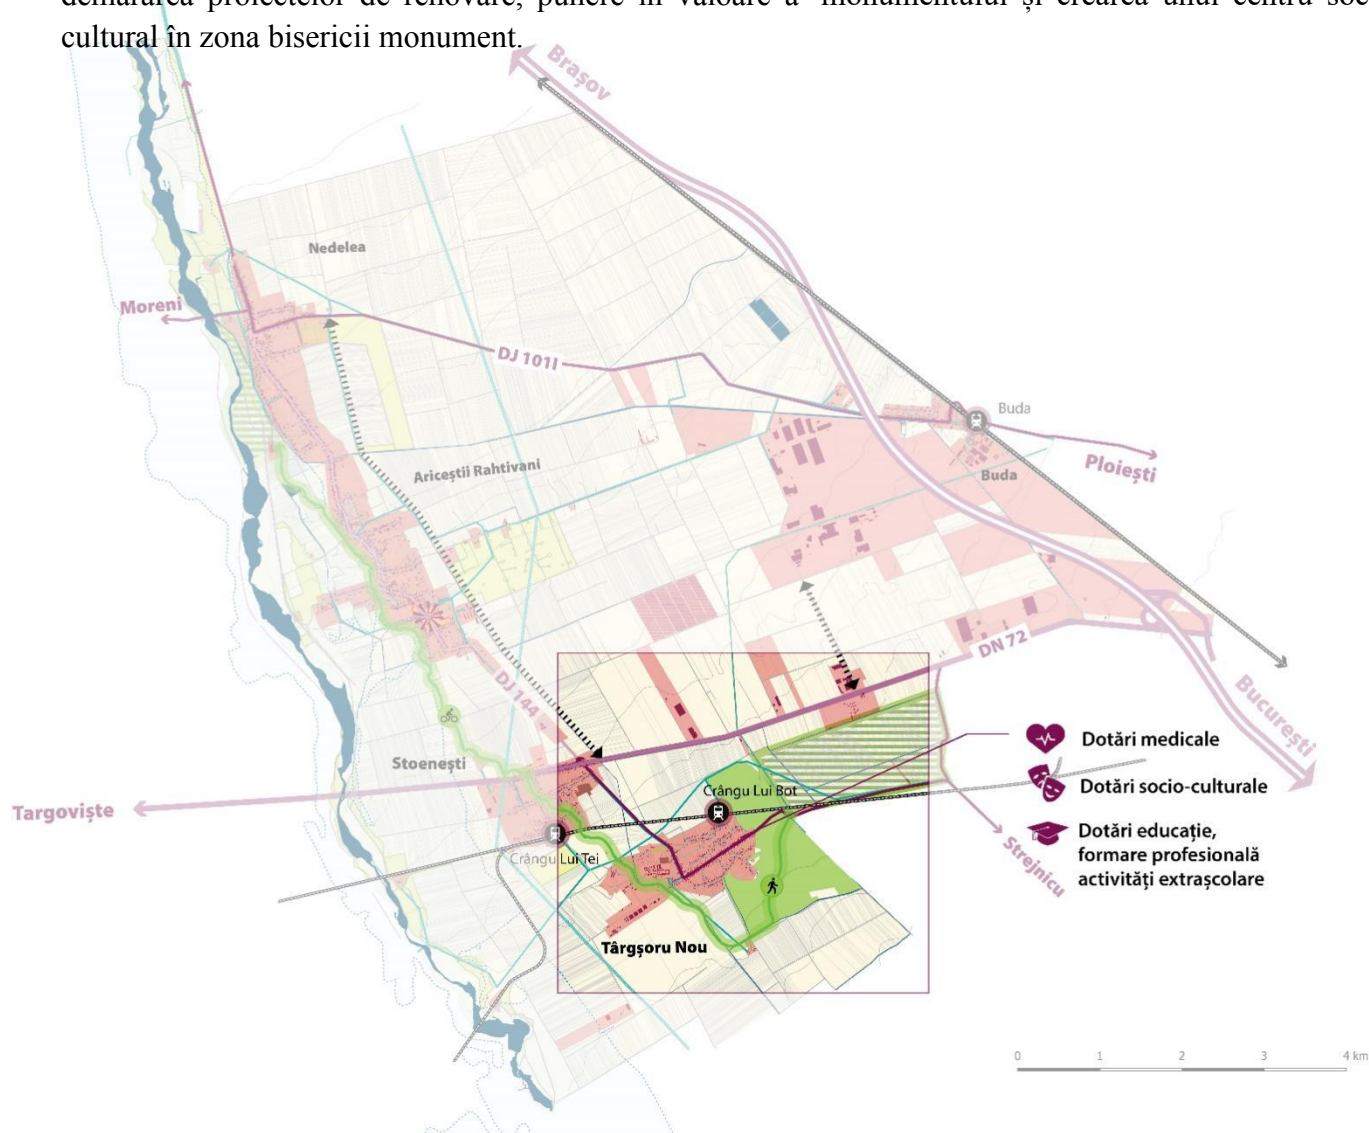 demararea proiectelor de renovare, punere în valoare a monumentului și crearea unui centru soc
cultural în zona bisericii monument.
Brașov
Nedelea
Moreni
DJ 101I
Buda
Ploiești
Ariceștii Rahtivani
Buda
DN 72
DJ 144
București
Stoenești
Dotări medicale
Crângu Lui Bot
Dotări socio-culturale
Targoviște
Dotări educație,
formare profesională
activități extrașcolare
Strejnicu
Crângu Lui Tei
Târgșoru Nou
0 1 2 3 4 km